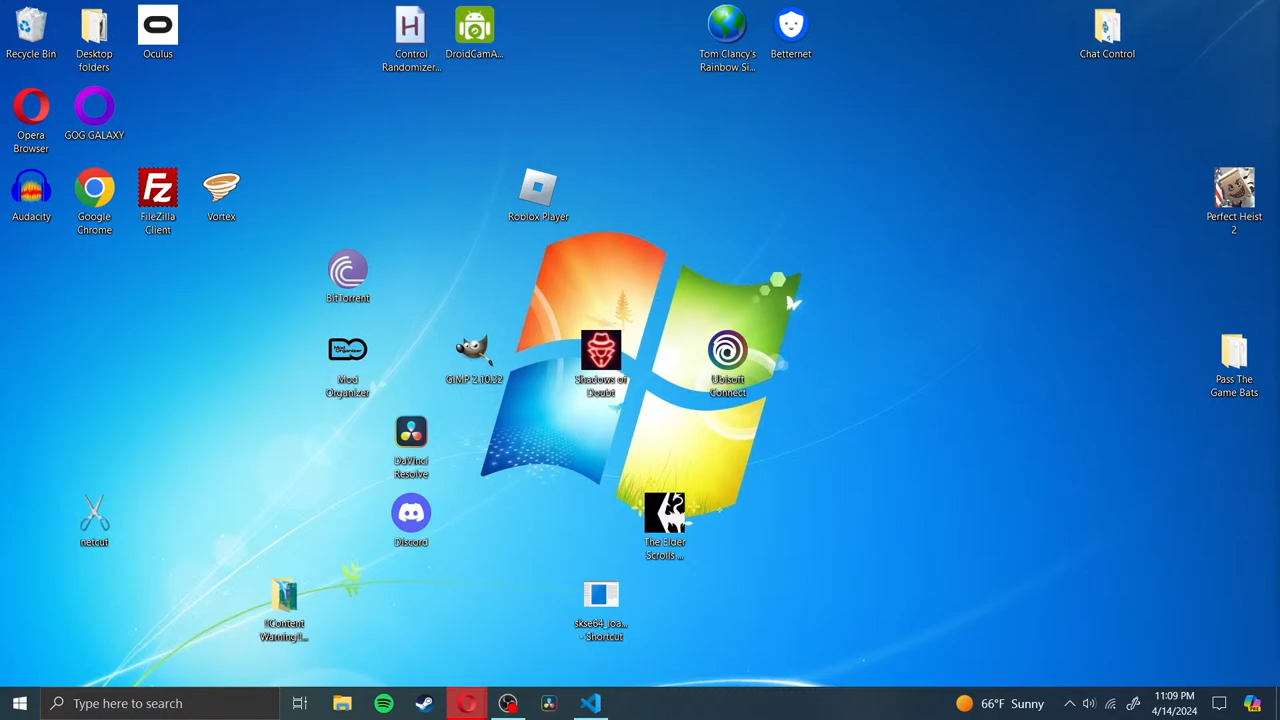 Recycle Bin
Desktop
folders
Oculus
Control
Randomizer...
DroidCamA...
Tom Clancy's
Rainbow Si...
Betternet
Chat Control
Opera
Browser
GOG GALAXY
Audacity
Google
Chrome
FileZilla
Client
Vortex
Roblox Player
Perfect Heist
2
BitTorrent
Mod
Organizer
GIMP 2.10.32
Shadows of
Doubt
Ubisoft
Connect
Pass The
Game Bats
DaVinci
Resolve
netcut
Discord
The Elder
Scrolls ...
!!Content
Warning!!...
skse64_loa...
- Shortcut
Type here to search
66°F Sunny
11:09 PM
4/14/2024